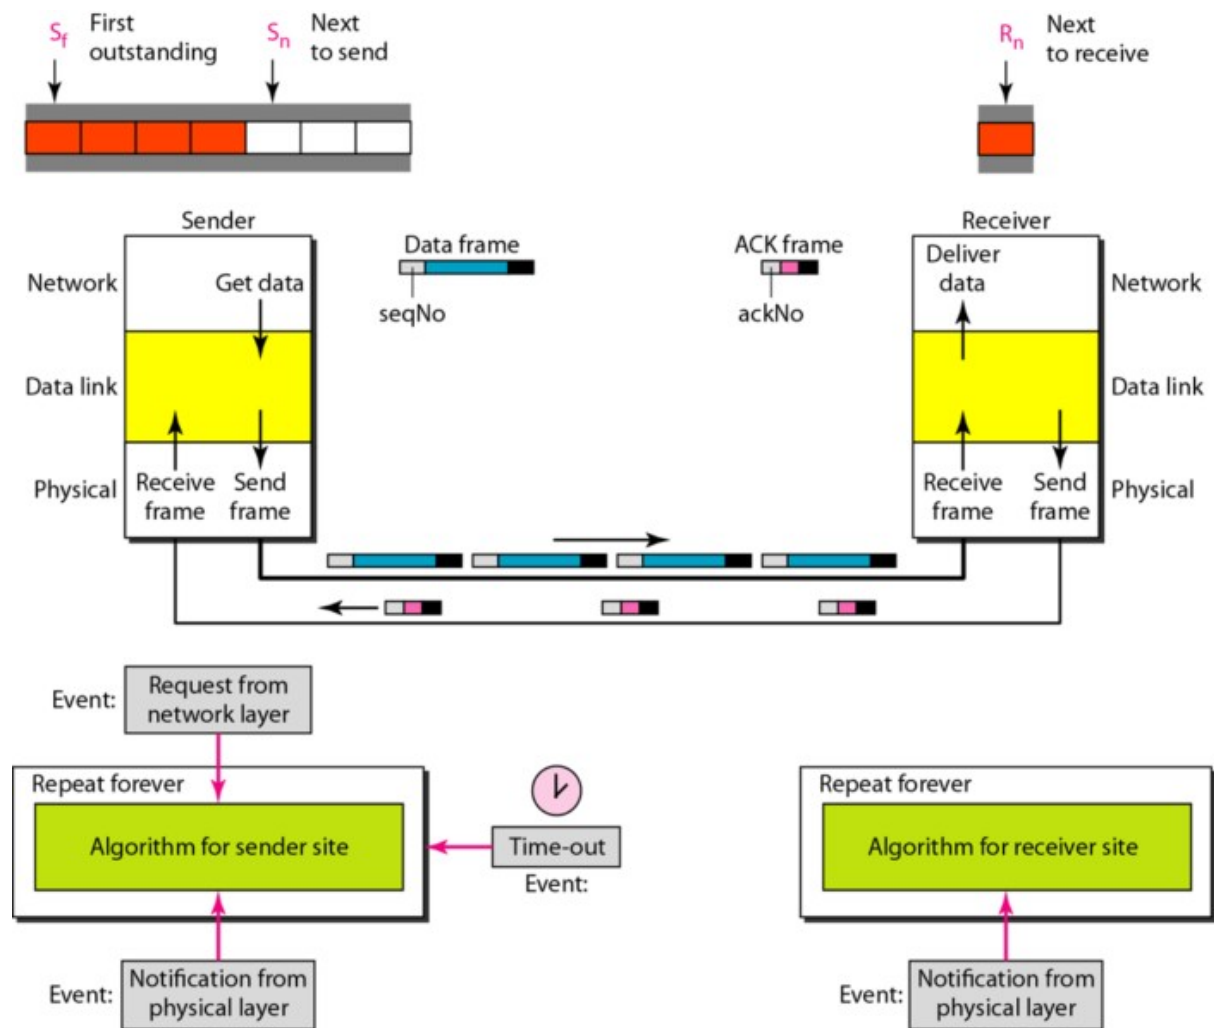 Sf First
outstanding
Sn Next
to send
Rn Next
to receive
Sender
Receiver
Data frame
seqNo
ACK frame
ackNo
Network
Get data
Deliver
data
Network
Data link
Data link
Physical
Receive
frame
Send
frame
Receive
frame
Send
frame
Physical
Event:
Request from
network layer
Repeat forever
Algorithm for sender site
Time-out
Event:
Repeat forever
Algorithm for receiver site
Event:
Notification from
physical layer
Event:
Notification from
physical layer